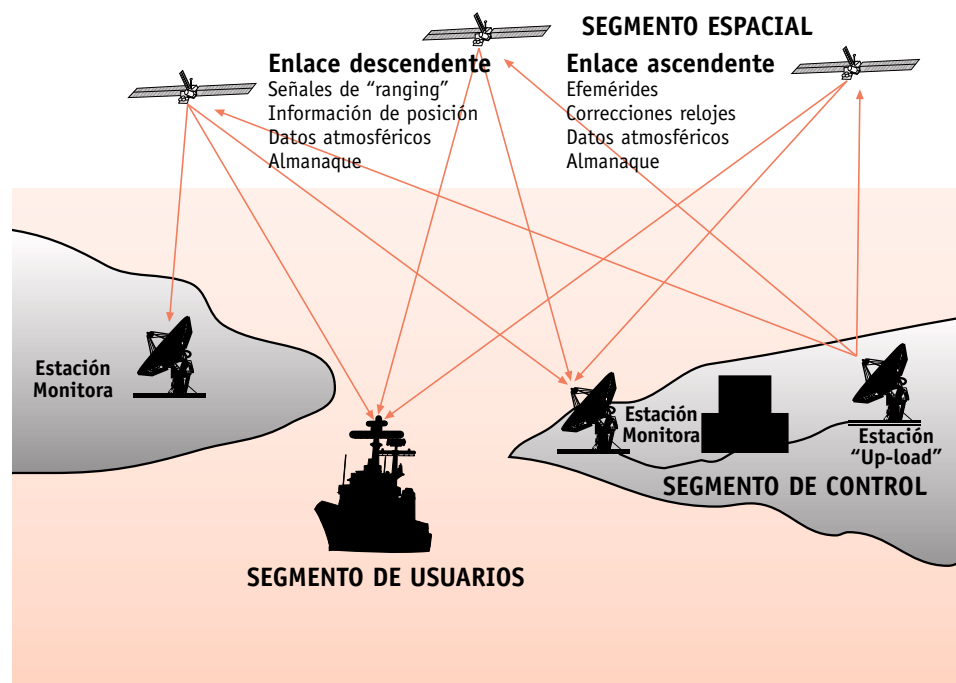 SEGMENTO ESPACIAL
Enlace descendente
Señales de “ranging”
Información de posición
Datos atmosféricos
Almanaque
Enlace ascendente
Efemérides
Correcciones relojes
Datos atmosféricos
Almanaque
Estación
Monitora
Estación
Monitora
Estación
“Up-load”
SEGMENTO DE CONTROL
SEGMENTO DE USUARIOS